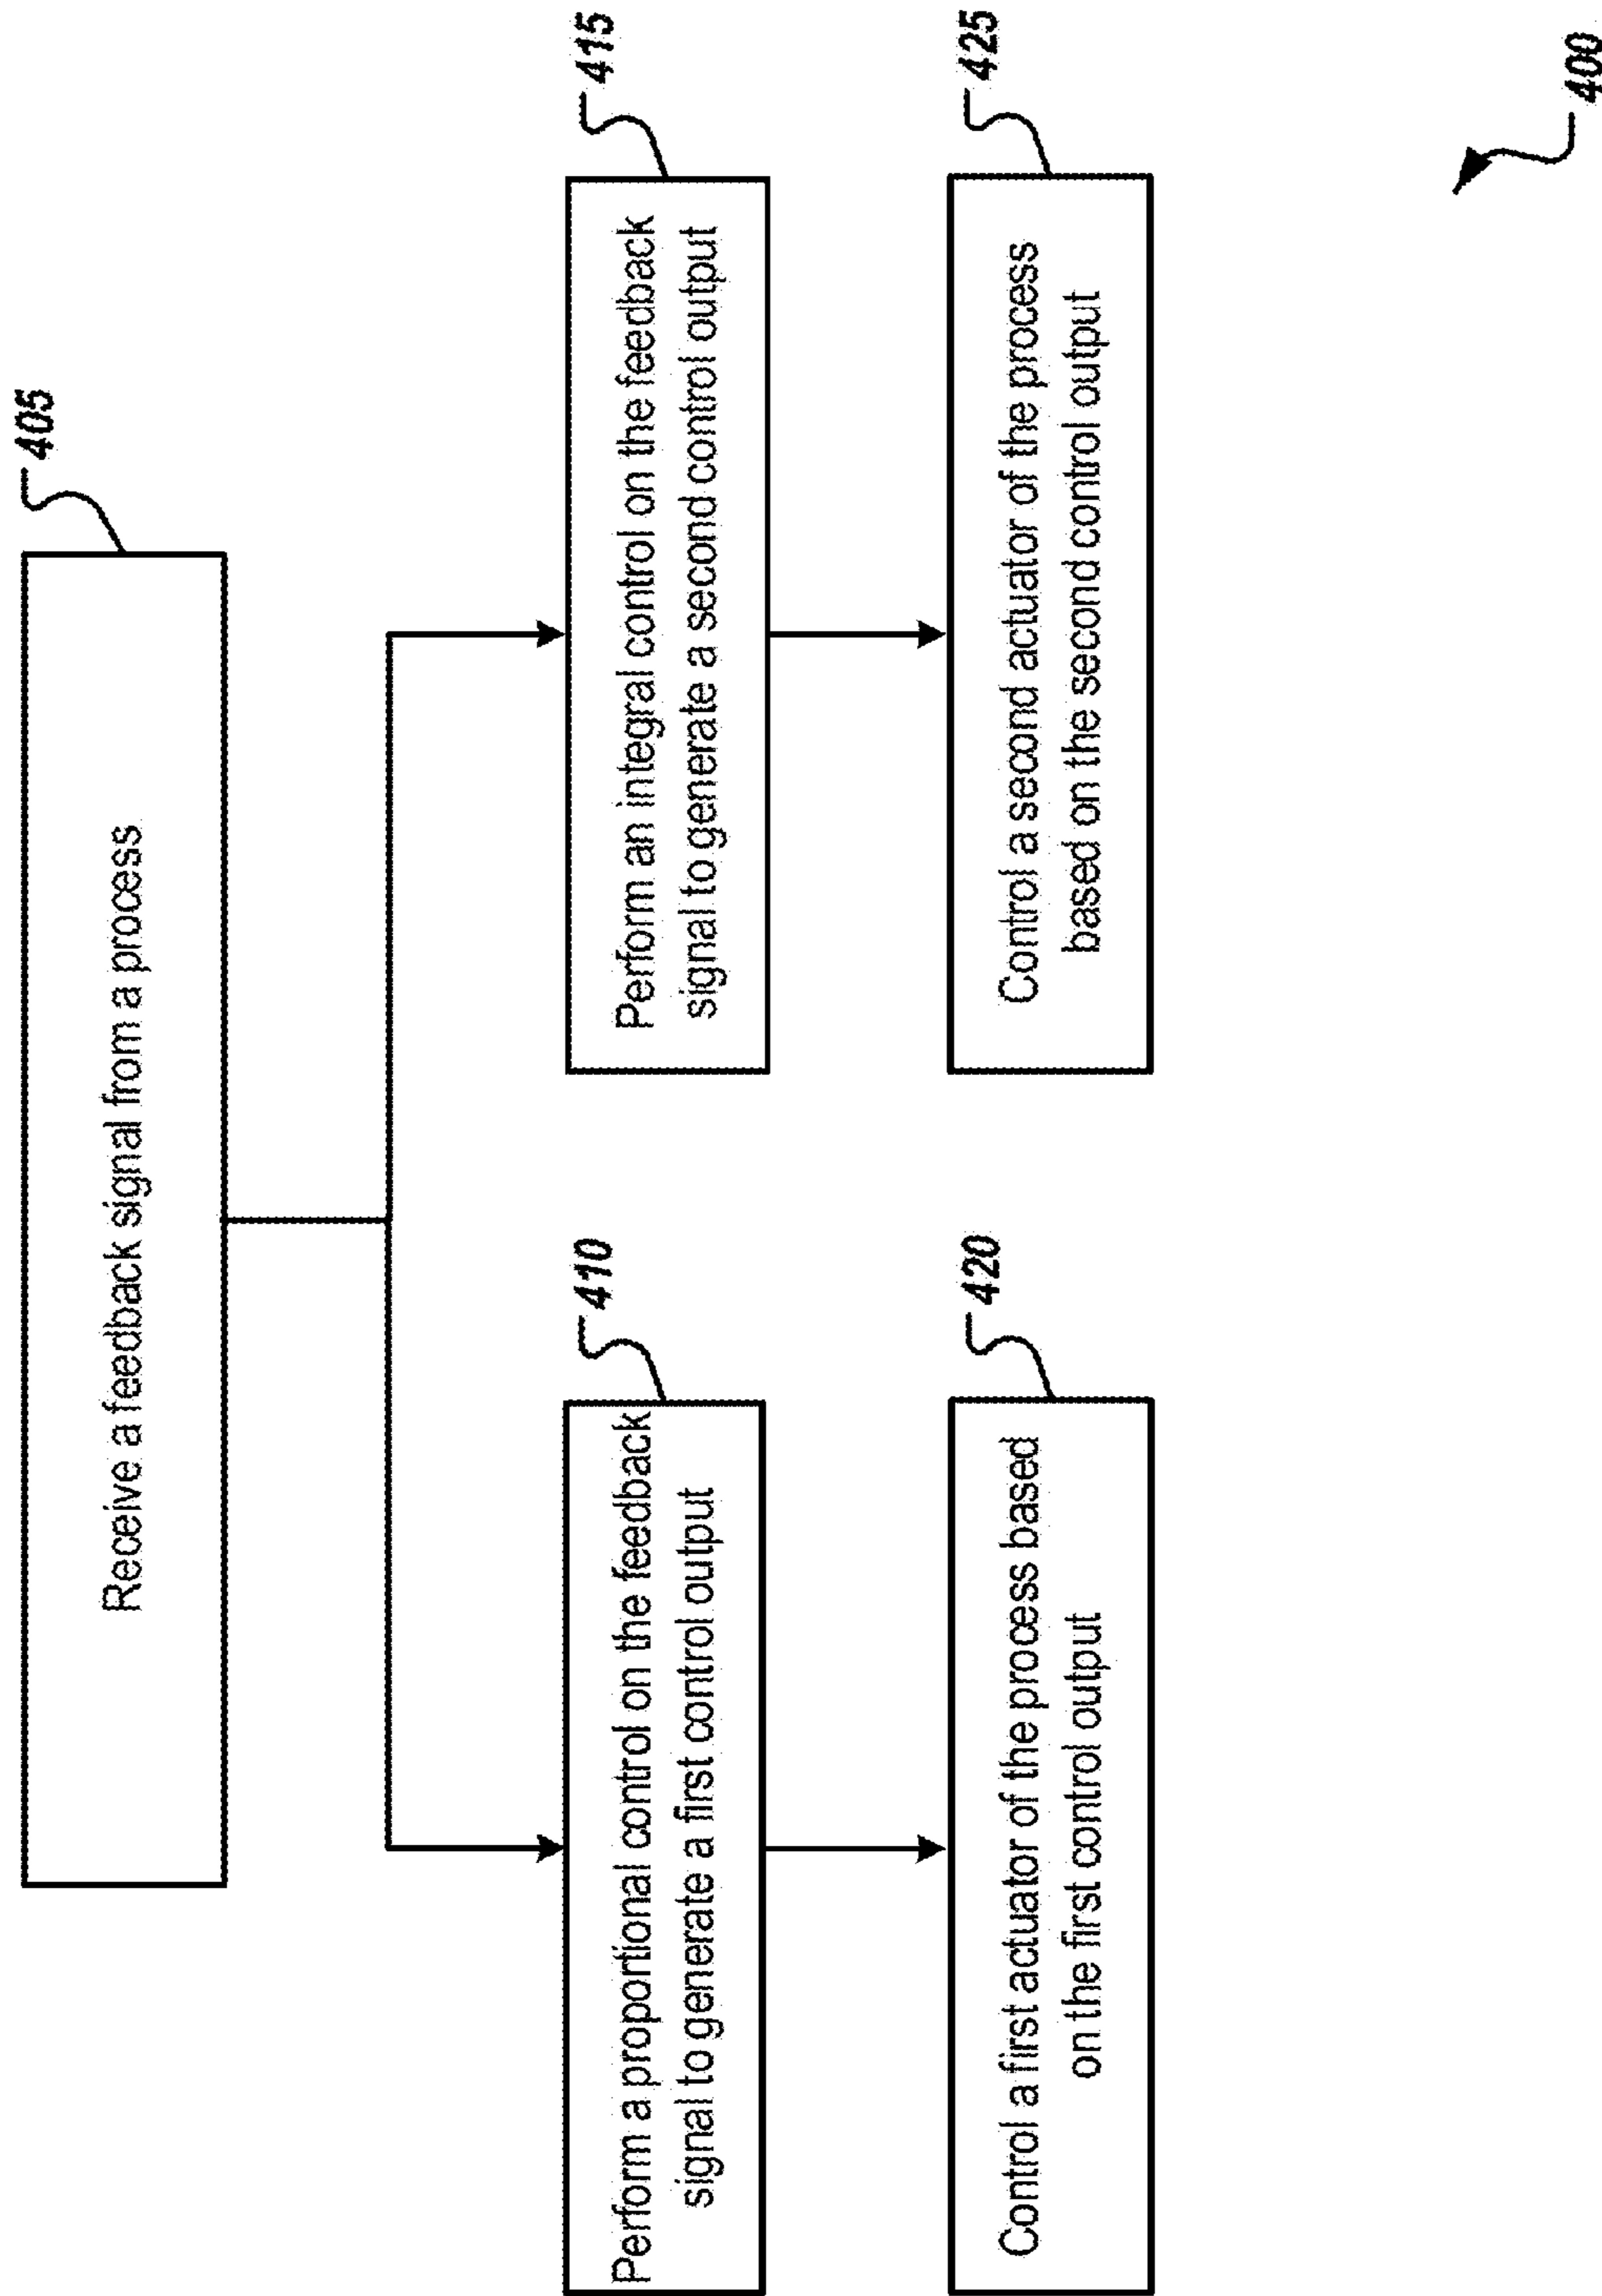 405
Receive a feedback signal from a process
410
Perform a proportional control on the feedback
signal to generate a first control output
415
Perform an integral control on the feedback
signal to generate a second control output
420
Control a first actuator of the process based
on the first control output
425
Control a second actuator of the process
based on the second control output
400